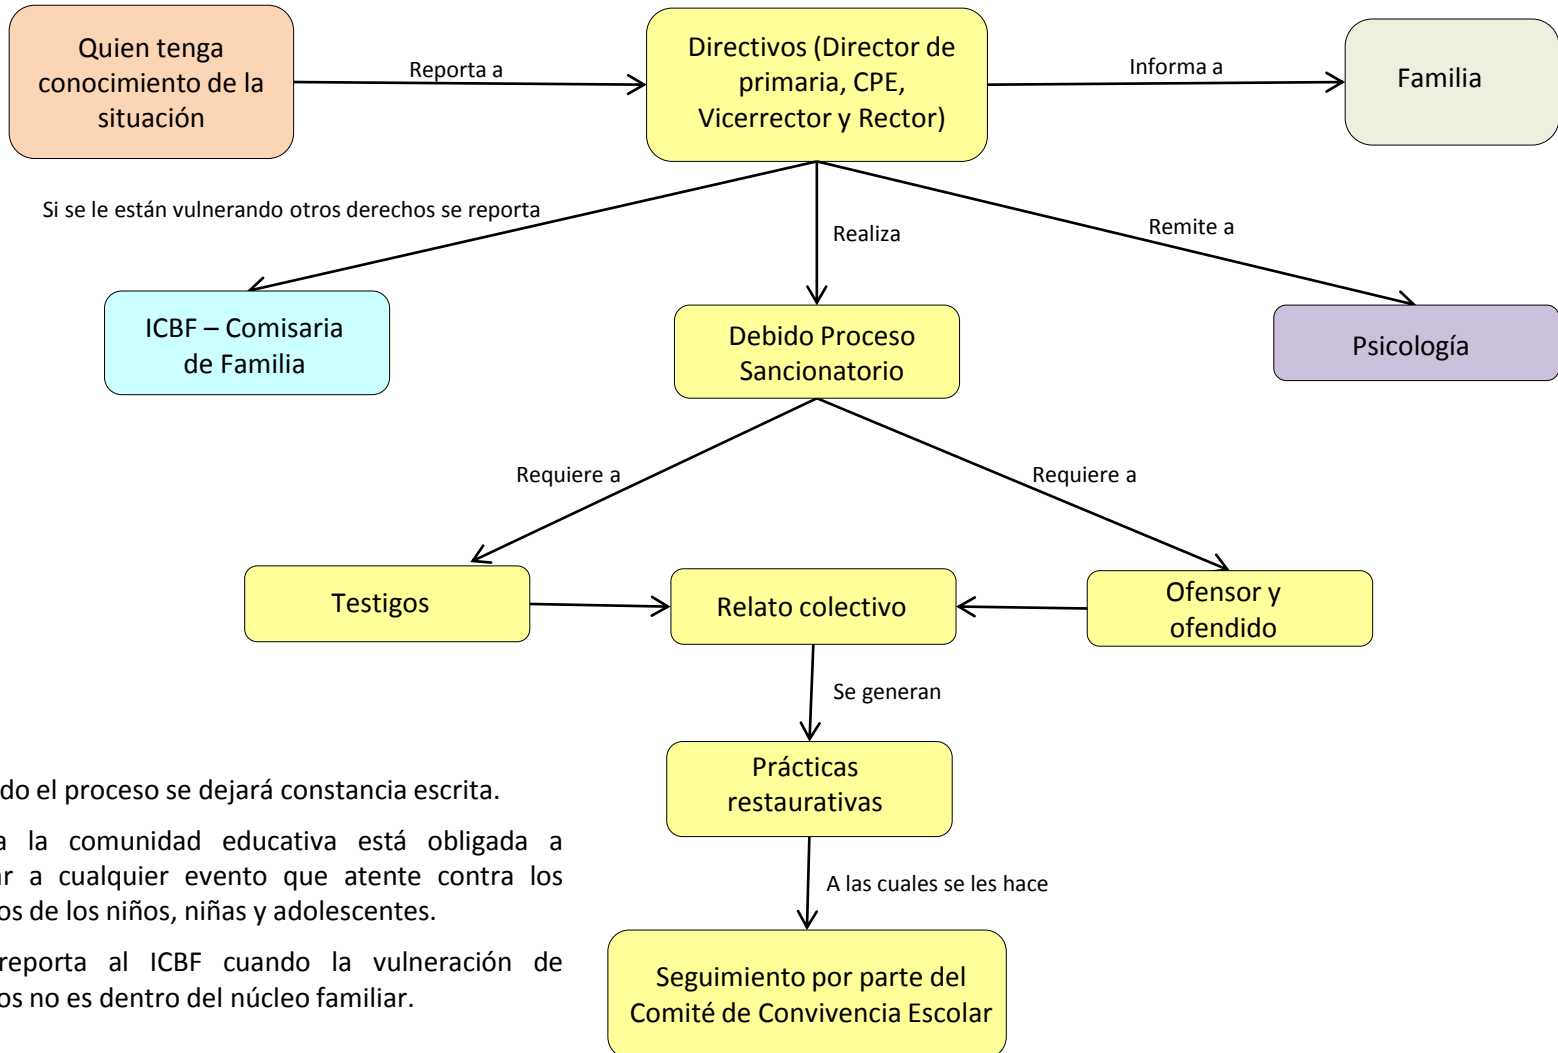 Quien tenga
conocimiento de la
situación
Reporta a
Directivos (Director de
primaria, CPE,
Vicerrector y Rector)
Informa a
Familia
Si se le están vulnerando otros derechos se reporta
Realiza
Remite a
ICBF – Comisaria
de Familia
Debido Proceso
Sancionatorio
Psicología
Requiere a
Requiere a
Testigos
Relato colectivo
Ofensor y
ofendido
Se generan
Prácticas
restaurativas
A las cuales se les hace
Seguimiento por parte del
Comité de Convivencia Escolar
do el proceso se dejará constancia escrita.
a la comunidad educativa está obligada a
ar a cualquier evento que atente contra los
os de los niños, niñas y adolescentes.
reporta al ICBF cuando la vulneración de
os no es dentro del núcleo familiar.